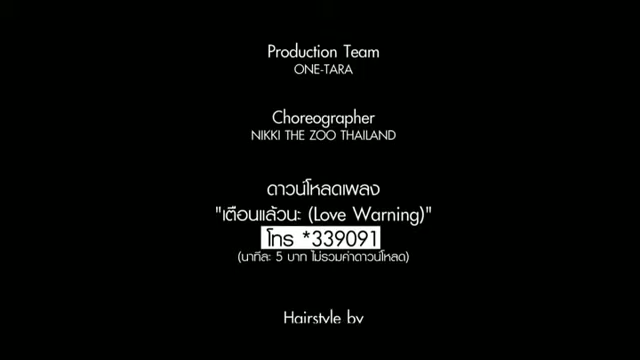 Production Team
ONE-TARA
Choreographer
NIKKI THE ZOO THAILAND
ดาวน์โหลดเพลง
"เตือนแล้วนะ (Love Warning)"
โทร *339091
(นาทีละ 5 บาท ไม่รวมค่าดาวน์โหลด)
Hairstyle by